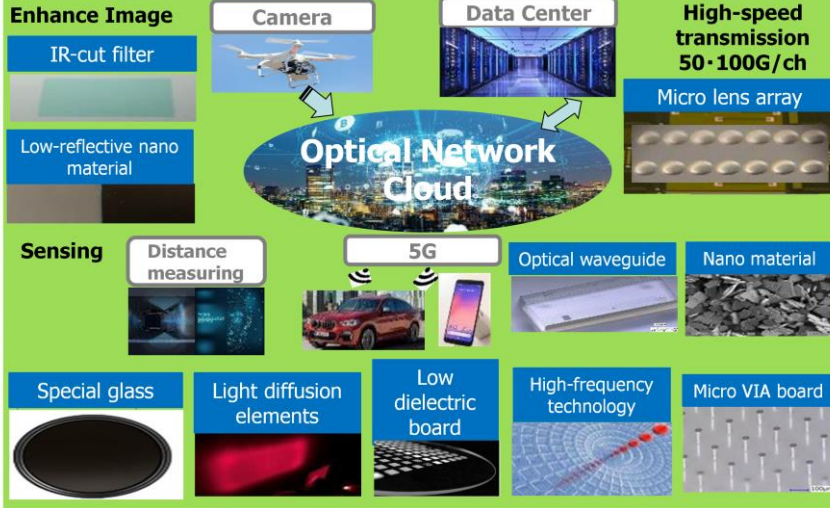 Enhance Image
Camera
Data Center
High-speed
transmission
50·100G/ch
IR-cut filter
Micro lens array
Low-reflective nano
material
Optical Network
Cloud
Sensing
Distance
measuring
5G
Optical waveguide
Nano material
Special glass
Light diffusion
elements
Low
dielectric
board
High-frequency
technology
Micro VIA board
100μm